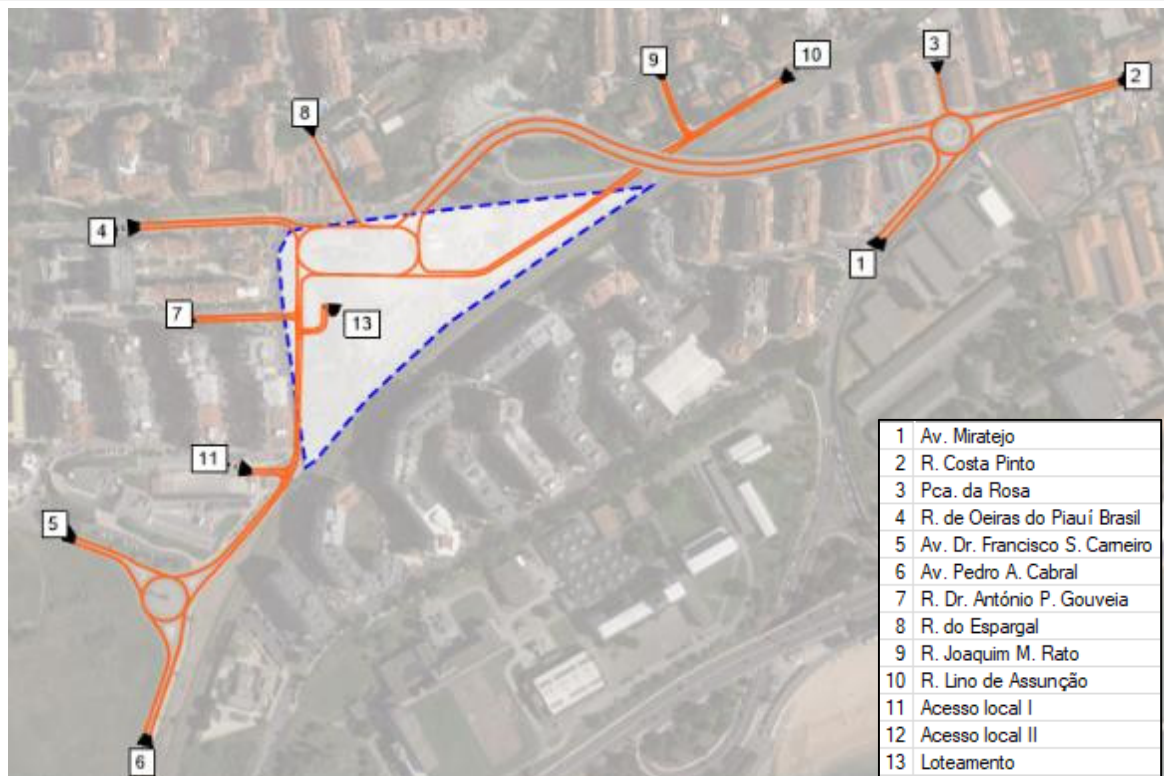 3
10
9
2
8
4
1
7
13
11
5
6
1 Av. Miratejo
2 R. Costa Pinto
3 Pca. da Rosa
4 R. de Oeiras do Piauí Brasil
5 Av. Dr. Francisco S. Carneiro
6 Av. Pedro A. Cabral
7 R. Dr. António P. Gouveia
8 R. do Espargal
9 R. Joaquim M. Rato
10 R. Lino de Assunção
11 Acesso local I
12 Acesso local II
13 Loteamento